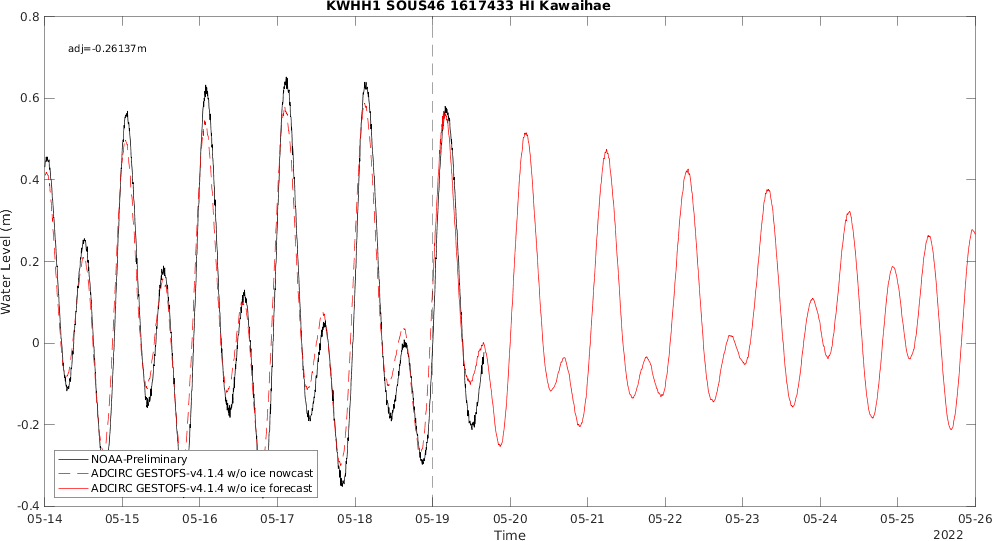 KWHH1 SOUS46 1617433 HI Kawaihae
adj=-0.26137m
Water Level (m)
0.8
0.6
0.4
0.2
0
-0.2
-0.4
NOAA-Preliminary
ADCIRC GESTOFS-v4.1.4 w/o ice nowcast
ADCIRC GESTOFS-v4.1.4 w/o ice forecast
05-14 05-15 05-16 05-17 05-18 05-19 05-20 05-21 05-22 05-23 05-24 05-25 05-26
Time
2022